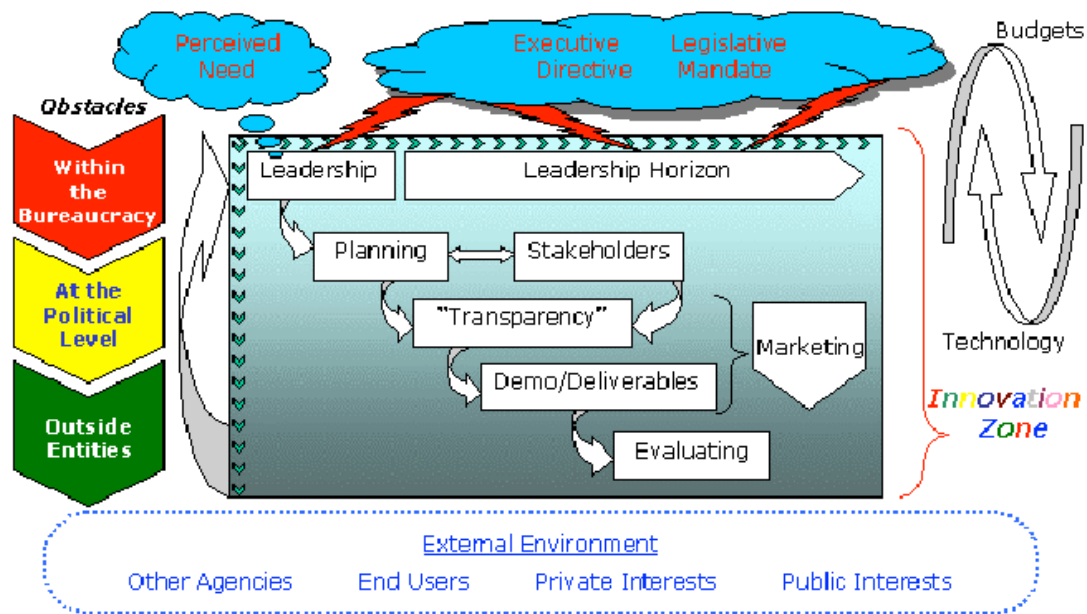 Perceived
Need
Executive Legislative
Directive Mandate
Budgets
Obstacles
Within
the
Bureaucracy
At the
Political
Level
Outside
Entities
Leadership
Leadership Horizon
Planning
Stakeholders
"Transparency"
Demo/Deliverables
Marketing
Evaluating
Technology
Innovation
Zone
External Environment
Other Agencies End Users Private Interests Public Interests